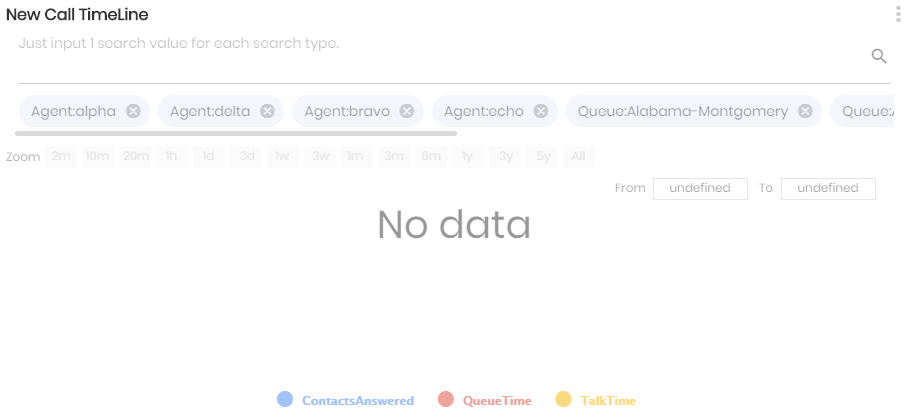 New Call TimeLine
Just input 1 search value for each search type.
Agent:alpha Agent:delta Agent:bravo Agent:echo Queue:Alabama-Montgomery Queue:
Zoom 2m 10m 20m 1h 1d 3d 1w 3w 1m 3m 6m 1y 3y 5y All
From undefined To undefined
No data
ContactsAnswered QueueTime TalkTime